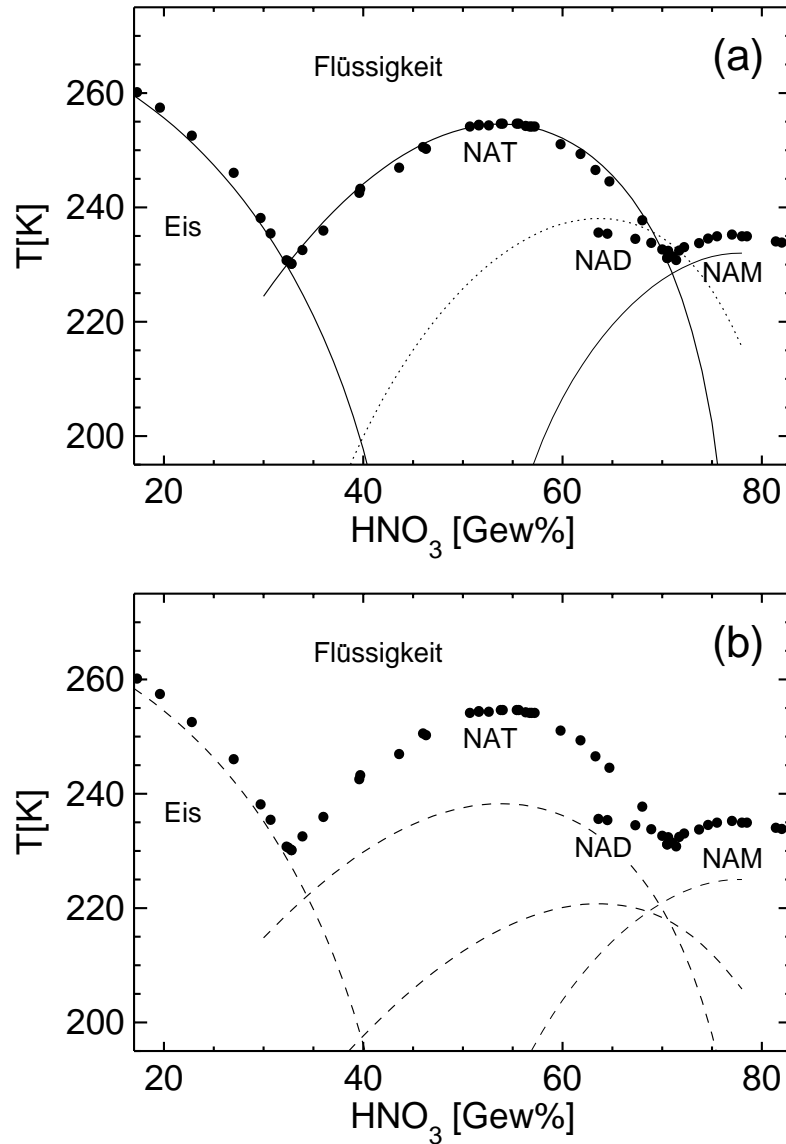 (a)
Flüssigkeit
260
NAT
240
Eis
NAD
NAM
220
200
T[K]
20 40 60 80
HNO₃ [Gew%]
(b)
Flüssigkeit
260
NAT
240
Eis
NAD
NAM
220
200
T[K]
20 40 60 80
HNO₃ [Gew%]